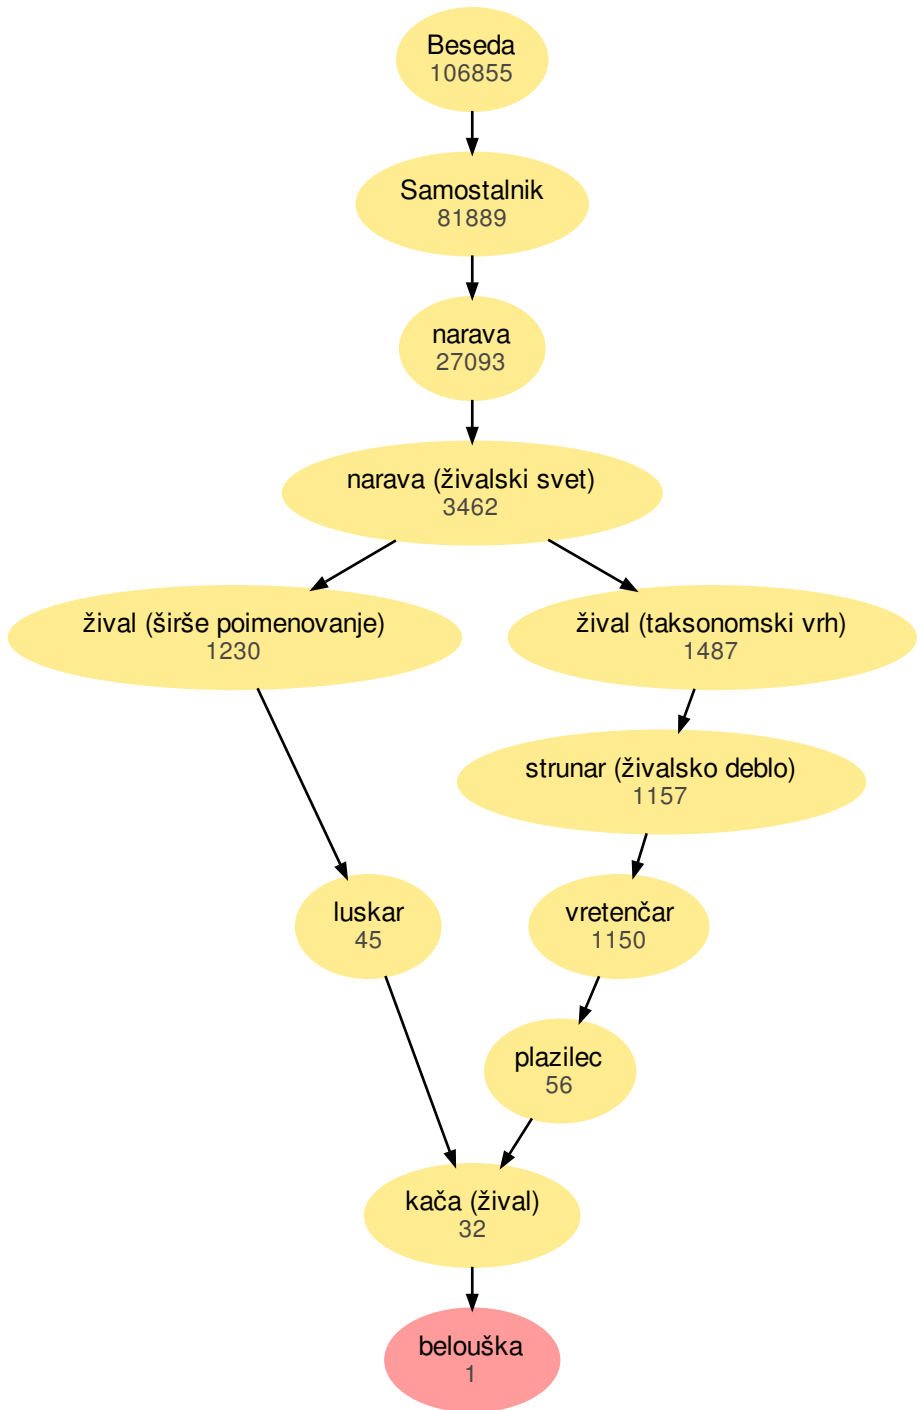 Beseda
106855
Samostalnik
81889
narava
27093
narava (živalski svet)
3462
žival (širše poimenovanje)
1230
žival (taksonomski vrh)
1487
strunar (živalsko deblo)
1157
luskar
45
vretenčar
1150
plazilec
56
kača (žival)
32
belouška
1